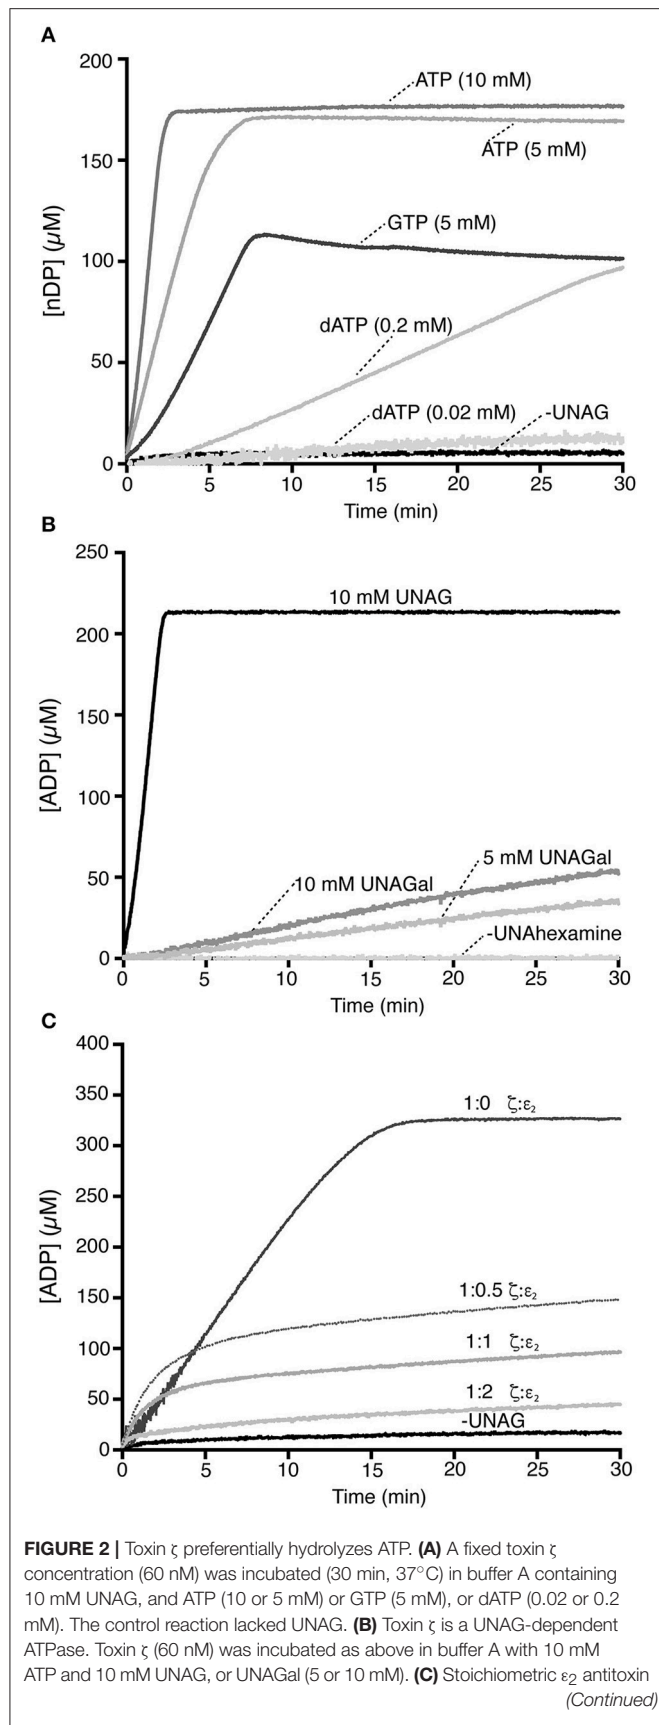 A
200
150
100
50
0
[nDP] (µM)
ATP (10 mM)
ATP (5 mM)
GTP (5 mM)
dATP (0.2 mM)
dATP (0.02 mM)
-UNAG
0 5 10 15 20 25 30
Time (min)
B
250
200
150
100
50
0
[ADP] (µM)
10 mM UNAG
5 mM UNAGal
10 mM UNAGal
-UNAhexamine
0 5 10 15 20 25 30
Time (min)
C
400
350
300
250
200
150
100
50
0
[ADP] (µM)
1:0 ζ:ε₂
1:0.5 ζ:ε₂
1:1 ζ:ε₂
1:2 ζ:ε₂
-UNAG
0 5 10 15 20 25 30
Time (min)
FIGURE 2 | Toxin ζ preferentially hydrolyzes ATP. (A) A fixed toxin ζ
concentration (60 nM) was incubated (30 min, 37°C) in buffer A containing
10 mM UNAG, and ATP (10 or 5 mM) or GTP (5 mM), or dATP (0.02 or 0.2
mM). The control reaction lacked UNAG. (B) Toxin ζ is a UNAG-dependent
ATPase. Toxin ζ (60 nM) was incubated as above in buffer A with 10 mM
ATP and 10 mM UNAG, or UNAGal (5 or 10 mM). (C) Stoichiometric ε₂ antitoxin
(Continued)